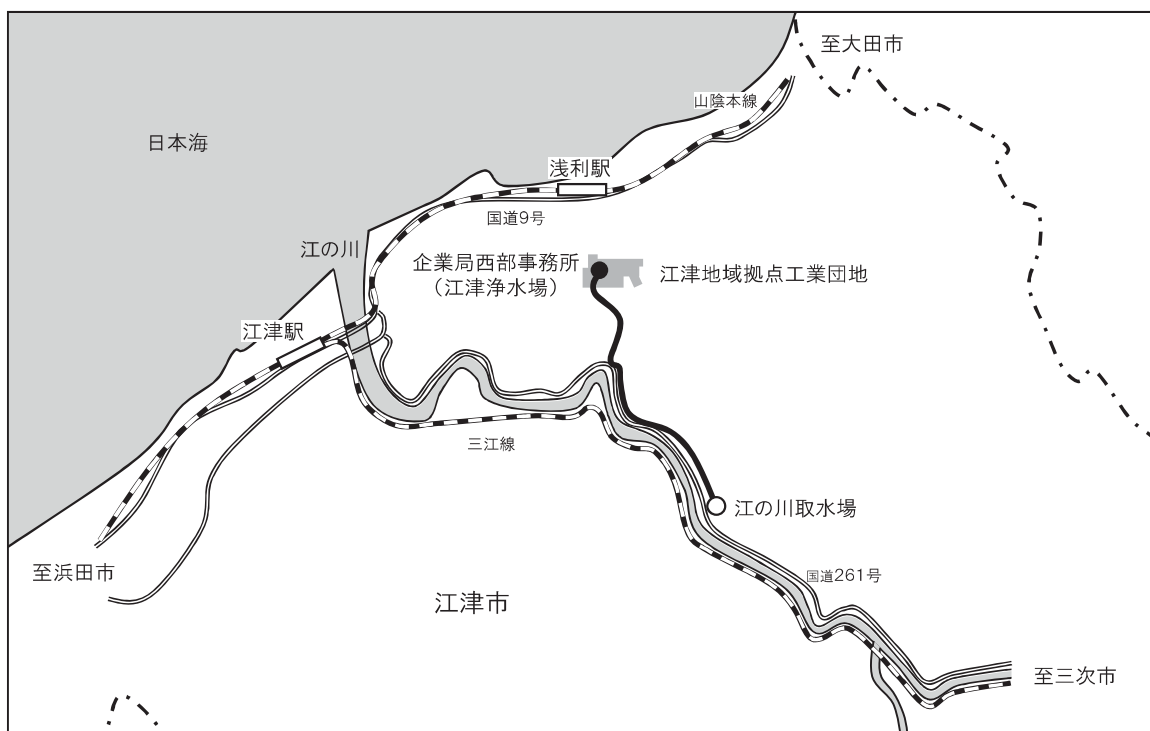 至大田市
山陰本線
日本海
浅利駅
国道9号
江の川
企業局西部事務所
（江津浄水場）
江津地域拠点工業団地
江津駅
三江線
江の川取水場
至浜田市
国道261号
江津市
至三次市